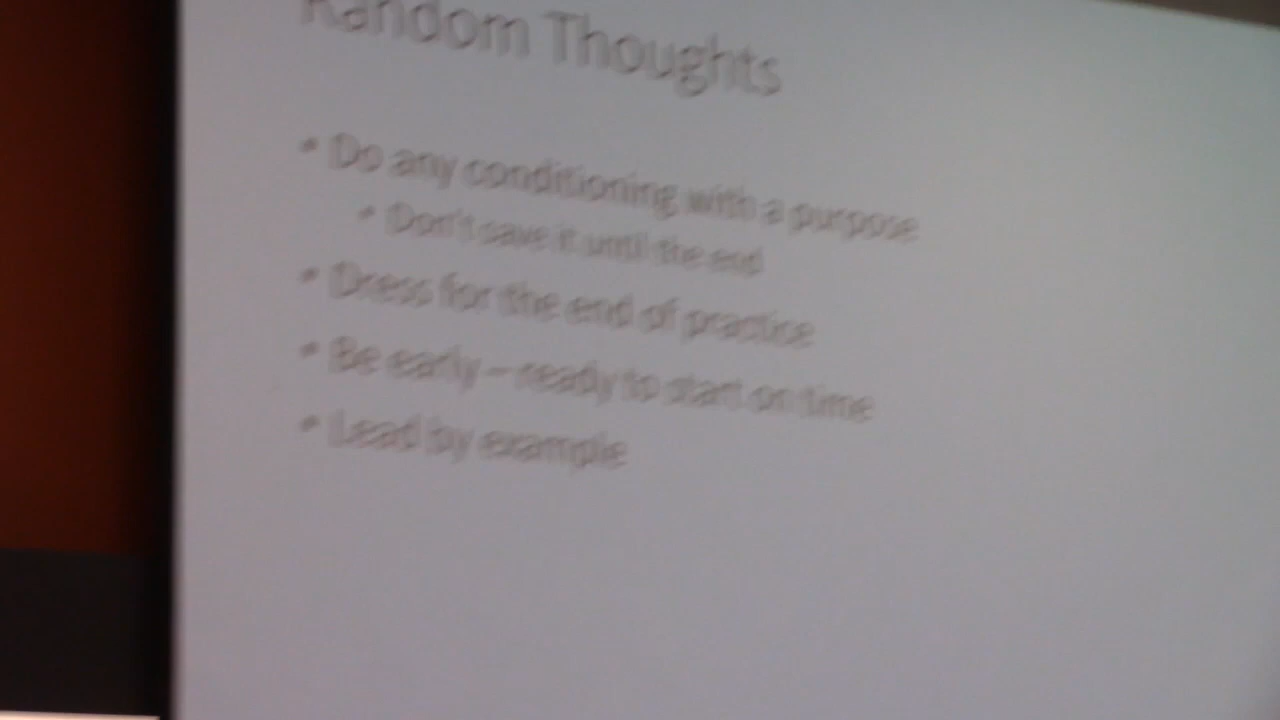 Random Thoughts
• Do any conditioning with a purpose
• Don't save it until the end
• Dress for the end of practice
• Be early – ready to start on time
• Lead by example